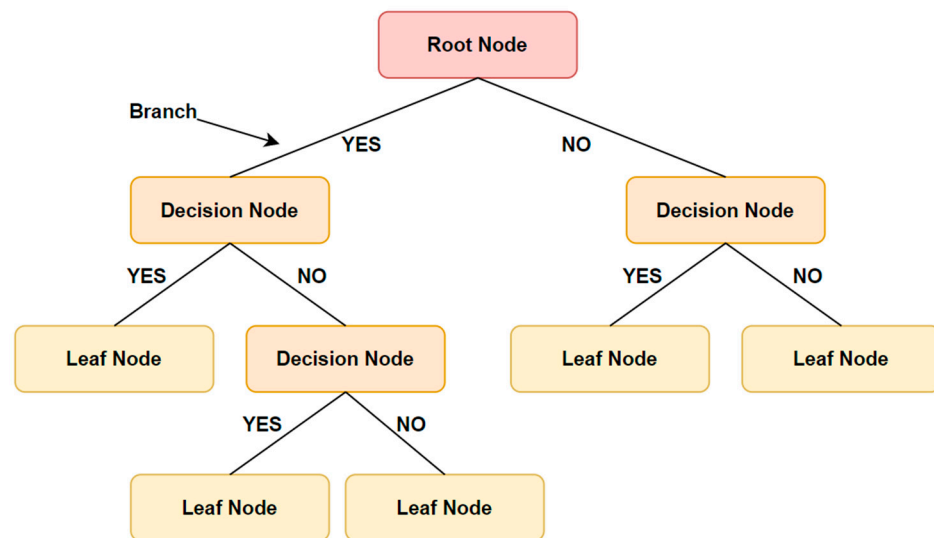 Root Node
Branch
YES
NO
Decision Node
Decision Node
YES
NO
YES
NO
Leaf Node
Decision Node
Leaf Node
Leaf Node
YES
NO
Leaf Node
Leaf Node